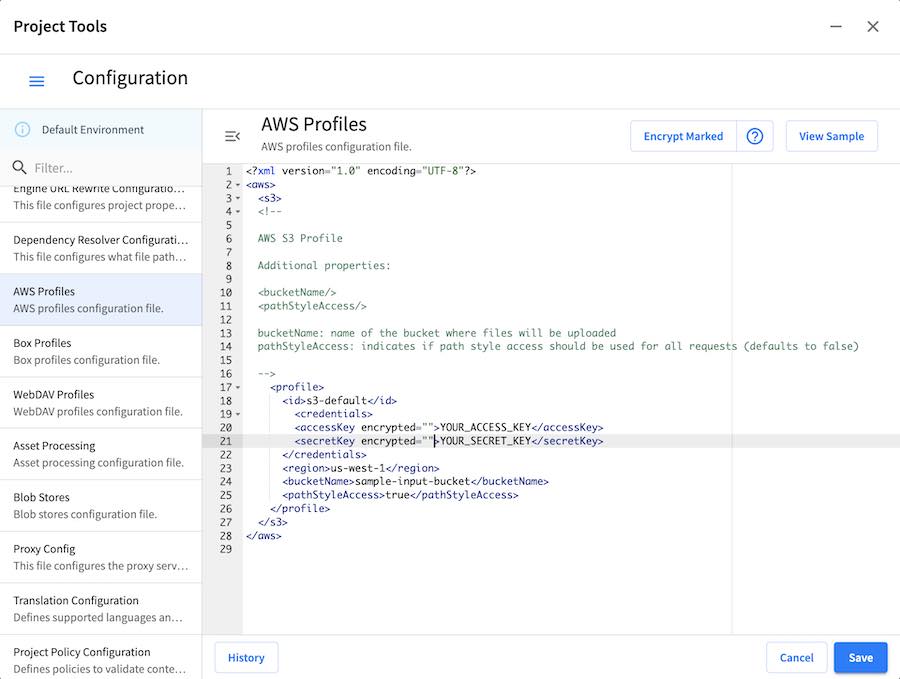 Project Tools
Configuration
Default Environment
Filter...
Engine URL Rewrite Configuratio...
This file configures project prope...
Dependency Resolver Configurati...
This file configures what file path...
AWS Profiles
AWS profiles configuration file.
Box Profiles
Box profiles configuration file.
WebDAV Profiles
WebDAV profiles configuration file.
Asset Processing
Asset processing configuration file.
Blob Stores
Blob stores configuration file.
Proxy Config
This file configures the proxy serv...
Translation Configuration
Defines supported languages an...
Project Policy Configuration
Defines policies to validate conte...
AWS Profiles
AWS profiles configuration file.
Encrypt Marked
View Sample
1 <?xml version="1.0" encoding="UTF-8"?>
2 <aws>
3 <s3>
4 <!--
5
6 AWS S3 Profile
7
8 Additional properties:
9
10 <bucketName/>
11 <pathStyleAccess/>
12
13 bucketName: name of the bucket where files will be uploaded
14 pathStyleAccess: indicates if path style access should be used for all requests (defaults to false)
15
16 -->
17 <profile>
18 <id>s3-default</id>
19 <credentials>
20 <accessKey encrypted="">YOUR_ACCESS_KEY</accessKey>
21 <secretKey encrypted="">YOUR_SECRET_KEY</secretKey>
22 </credentials>
23 <region>us-west-1</region>
24 <bucketName>sample-input-bucket</bucketName>
25 <pathStyleAccess>true</pathStyleAccess>
26 </profile>
27 </s3>
28 </aws>
29
History
Cancel
Save